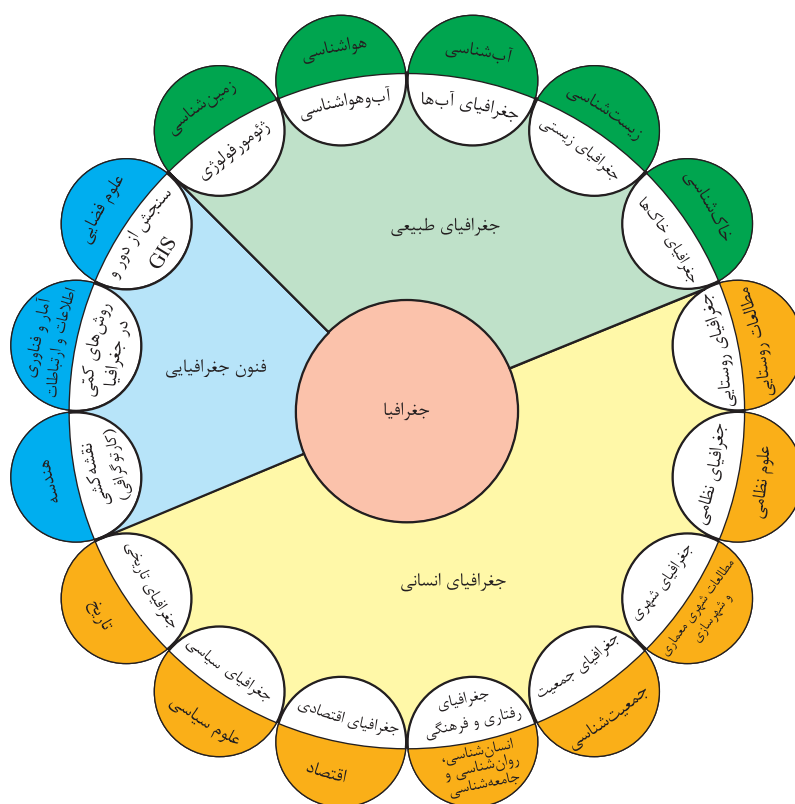 جغرافیا
جغرافیای طبیعی
فنون جغرافیایی
جغرافیای انسانی
هواشناسی
آب‌وهواشناسی
آب‌شناسی
جغرافیای آب‌ها
زیست‌شناسی
جغرافیای زیستی
خاک‌شناسی
جغرافیای خاک‌ها
مطالعات روستایی
جغرافیای روستایی
علوم نظامی
جغرافیای نظامی
مطالعات شهری معماری
و شهرسازی
جغرافیای شهری
جمعیت‌شناسی
جغرافیای جمعیت
جغرافیای
رفتاری و فرهنگی
انسان‌شناسی،
روان‌شناسی و
جامعه‌شناسی
جغرافیای اقتصادی
اقتصاد
جغرافیای سیاسی
علوم سیاسی
جغرافیای تاریخی
تاریخ
هندسه
نقشه‌کشی
(کارتوگرافی)
آمار و فناوری
اطلاعات و ارتباطات
روش‌های کمی
در جغرافیا
علوم فضایی
سنجش از دور و
GIS
زمین‌شناسی
ژئومورفولوژی